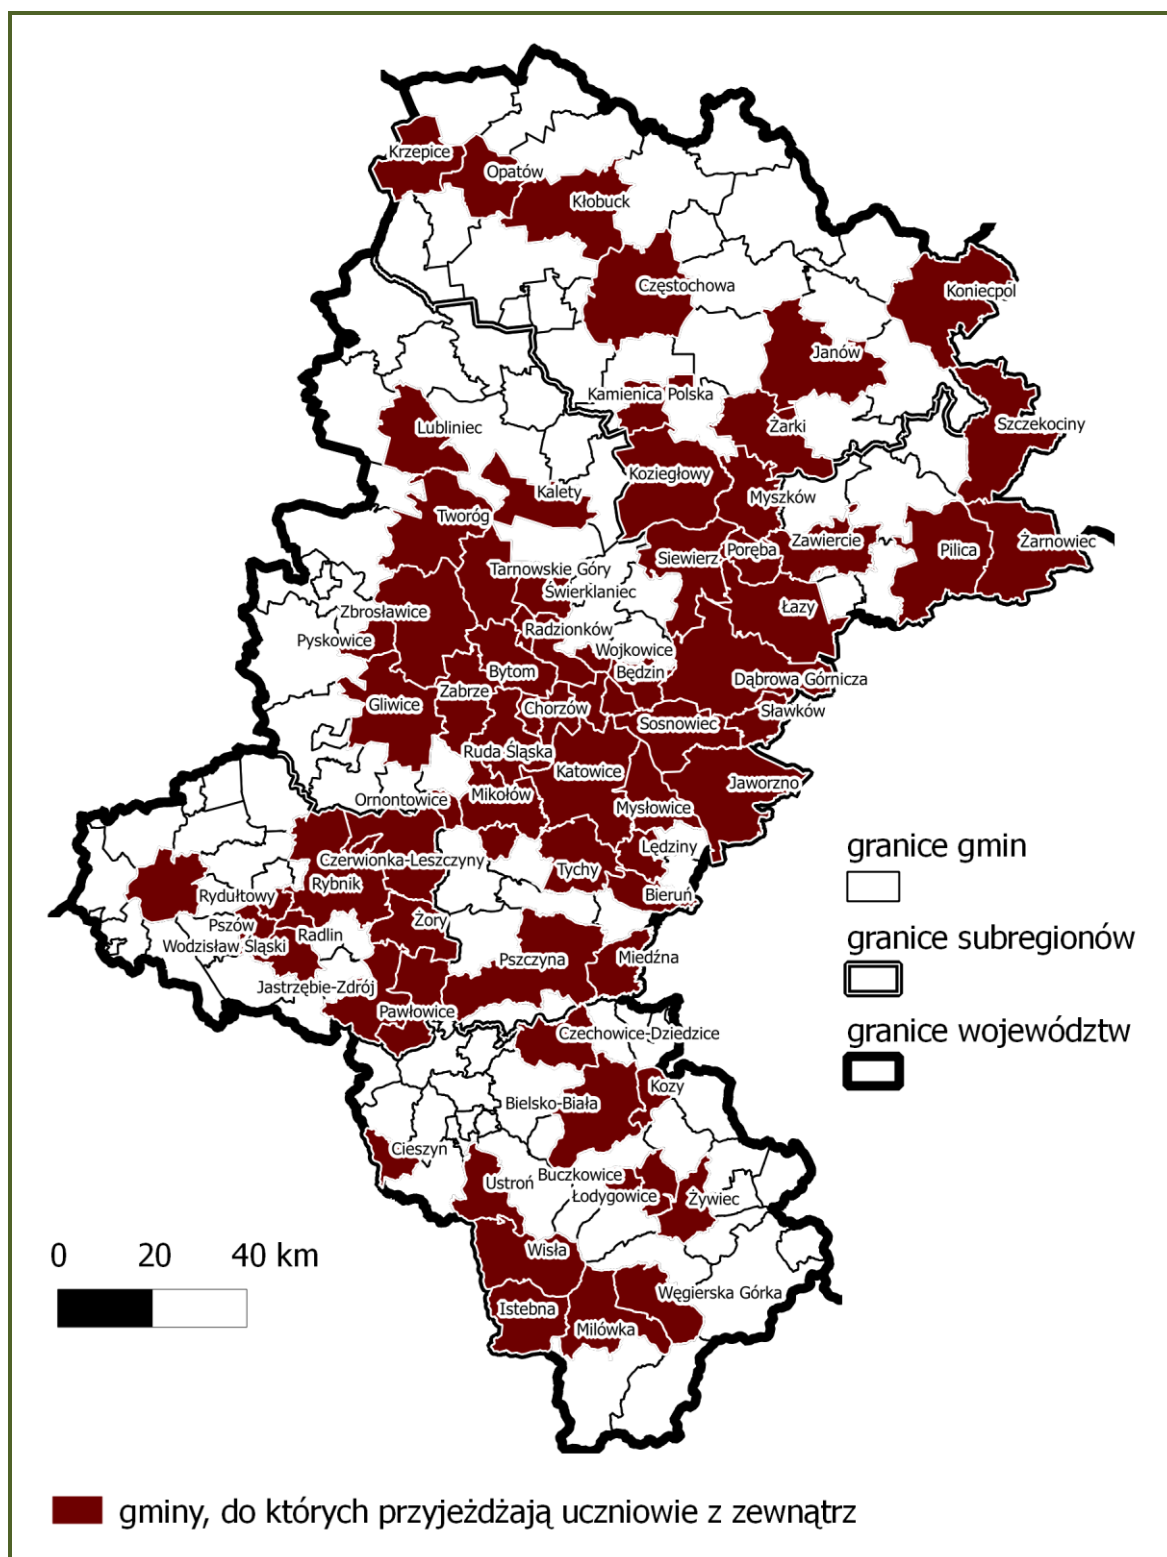 Krzepice
Opatów
Kłobuck
Częstochowa
Koniecpol
Janów
Kamienica Polska
Szczekociny
Żarki
Lubliniec
Koziegłowy
Kalety
Myszków
Tworóg
Zawiercie
Żarnowiec
Poręba
Pilica
Siewierz
Tarnowskie Góry
Świerklaniec
Łazy
Zbrosławice
Radzionków
Pyskowice
Wojkowice
Bytom
Będzin
Dąbrowa Górnicza
Zabrze
Gliwice
Chorzów
Sławków
Sosnowiec
Ruda Śląska
Katowice
Jaworzno
Ornontowice
Mikołów
Mysłowice
Lędziny
Czerwionka-Leszczyny
Tychy
Rybnik
Rydułtowy
Bieruń
Pszów
Żory
Radlin
Wodzisław Śląski
Pszczyna
Miedźna
Jastrzębie-Zdrój
Pawłowice
Czechowice-Dziedzice
Kozy
Bielsko-Biała
Cieszyn
Buczkowice
Ustroń
Łodygowice
Żywiec
Wisła
Węgierska Górka
Istebna
Milówka
granice gmin
granice subregionów
granice województw
0 20 40 km
gminy, do których przyjeżdżają uczniowie z zewnątrz